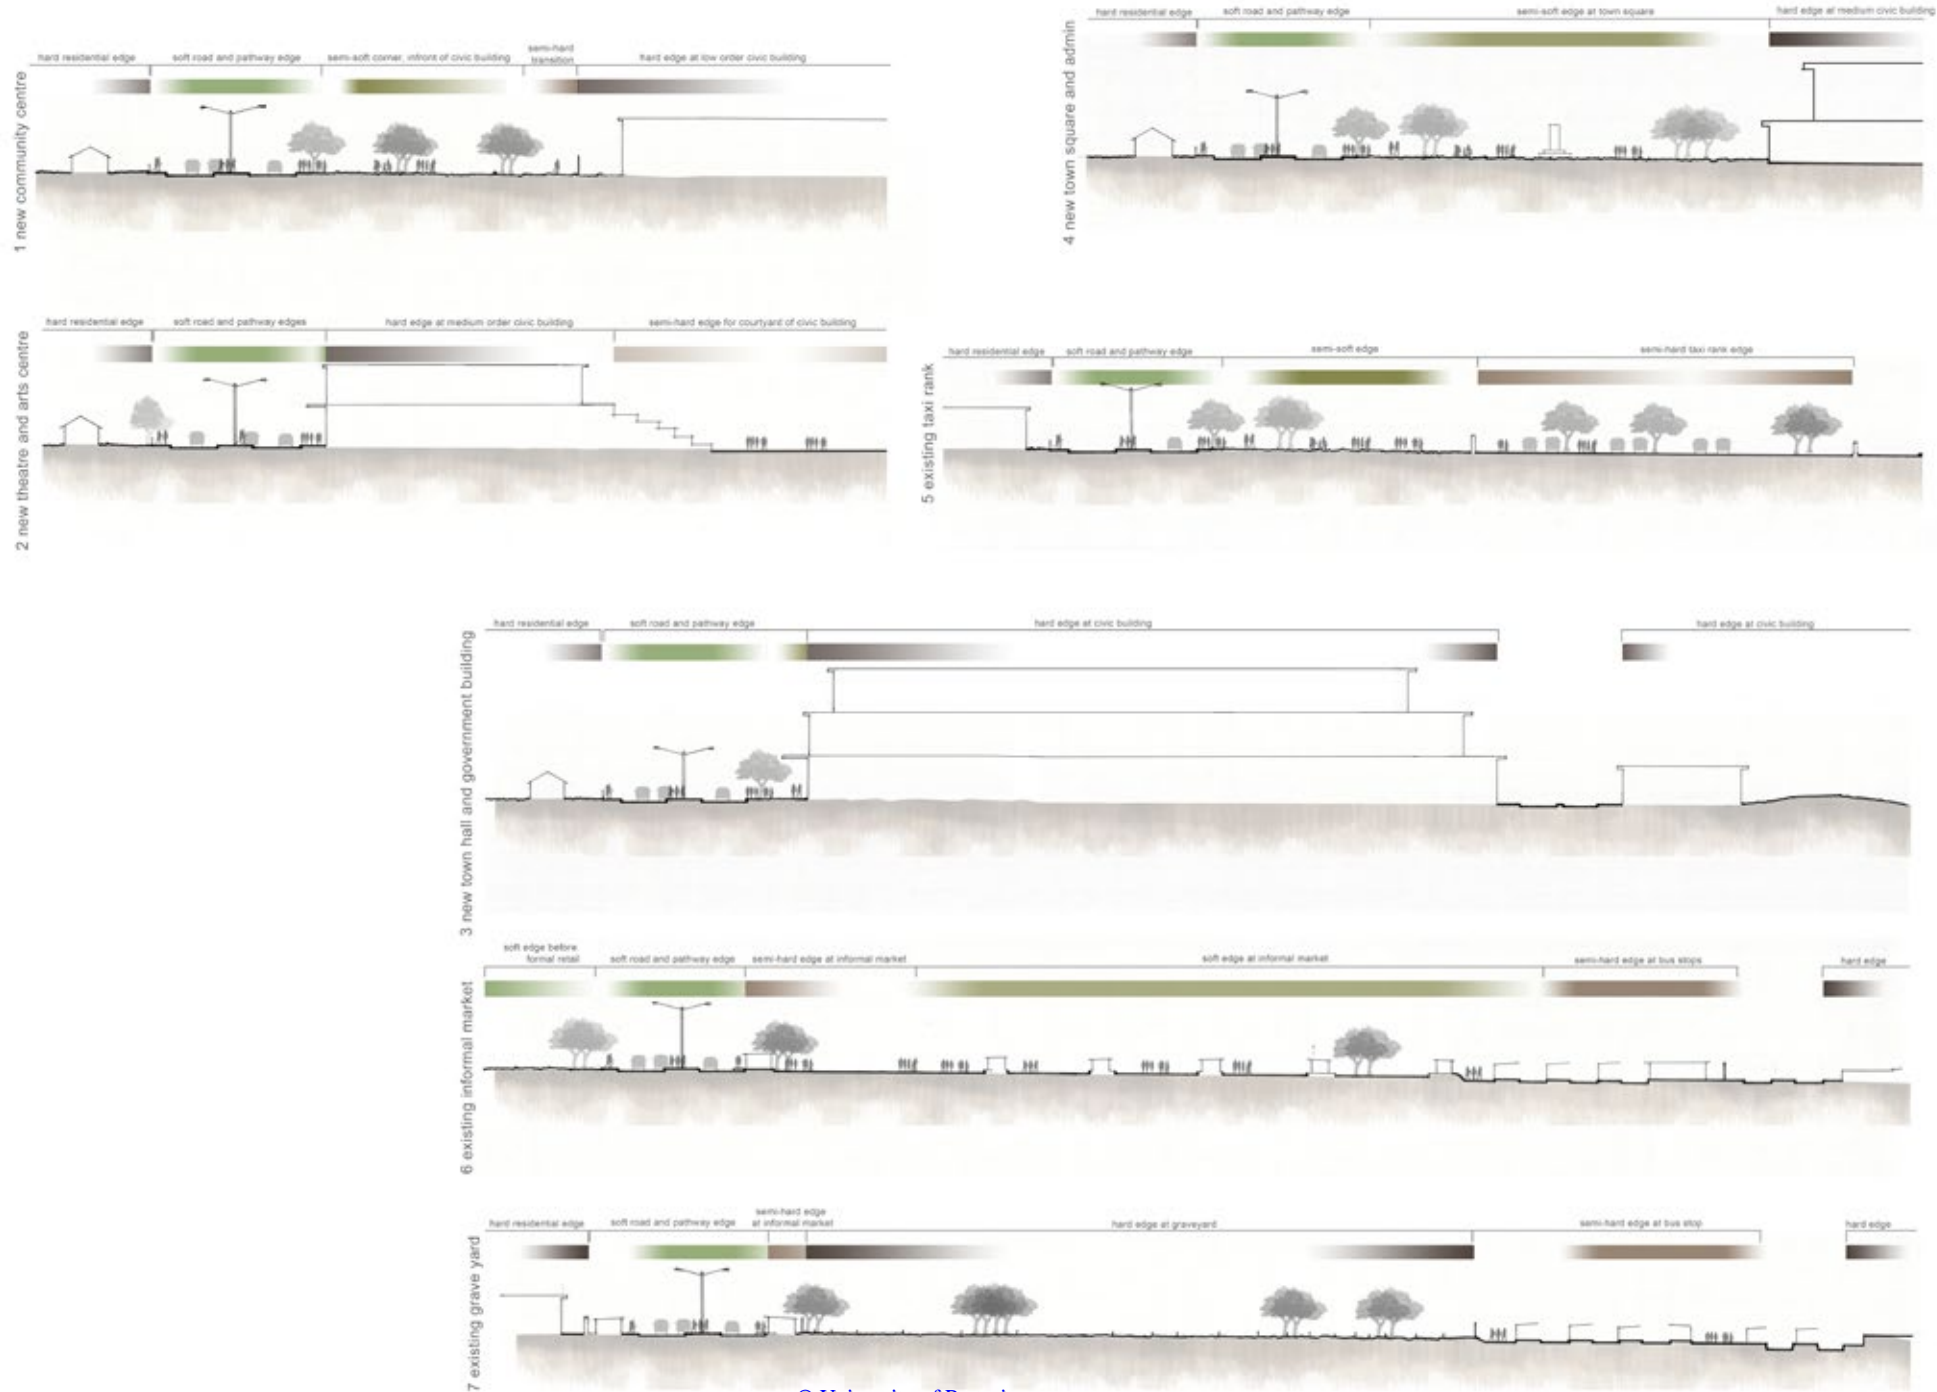 hard residential edge
soft road and pathway edge
semi-soft corner, infront of civic building
semi-hard
transition
hard edge at low order civic building
1 new community centre
hard residential edge
soft road and pathway edge
semi-soft edge at town square
hard edge at medium civic building
4 new town square and admin
hard residential edge
soft road and pathway edges
hard edge at medium order civic building
semi-hard edge for courtyard of civic building
2 new theatre and arts centre
hard residential edge
soft road and pathway edge
semi-soft edge
semi-hard taxi rank edge
5 existing taxi rank
hard residential edge
soft road and pathway edge
hard edge at civic building
hard edge at civic building
3 new town hall and government building
soft edge before
formal retail
soft road and pathway edge
semi-hard edge at informal market
soft edge at informal market
semi-hard edge at bus stops
hard edge
6 existing informal market
hard residential edge
soft road and pathway edge
semi-hard edge
at informal market
hard edge at graveyard
semi-hard edge at bus stop
hard edge
7 existing grave yard